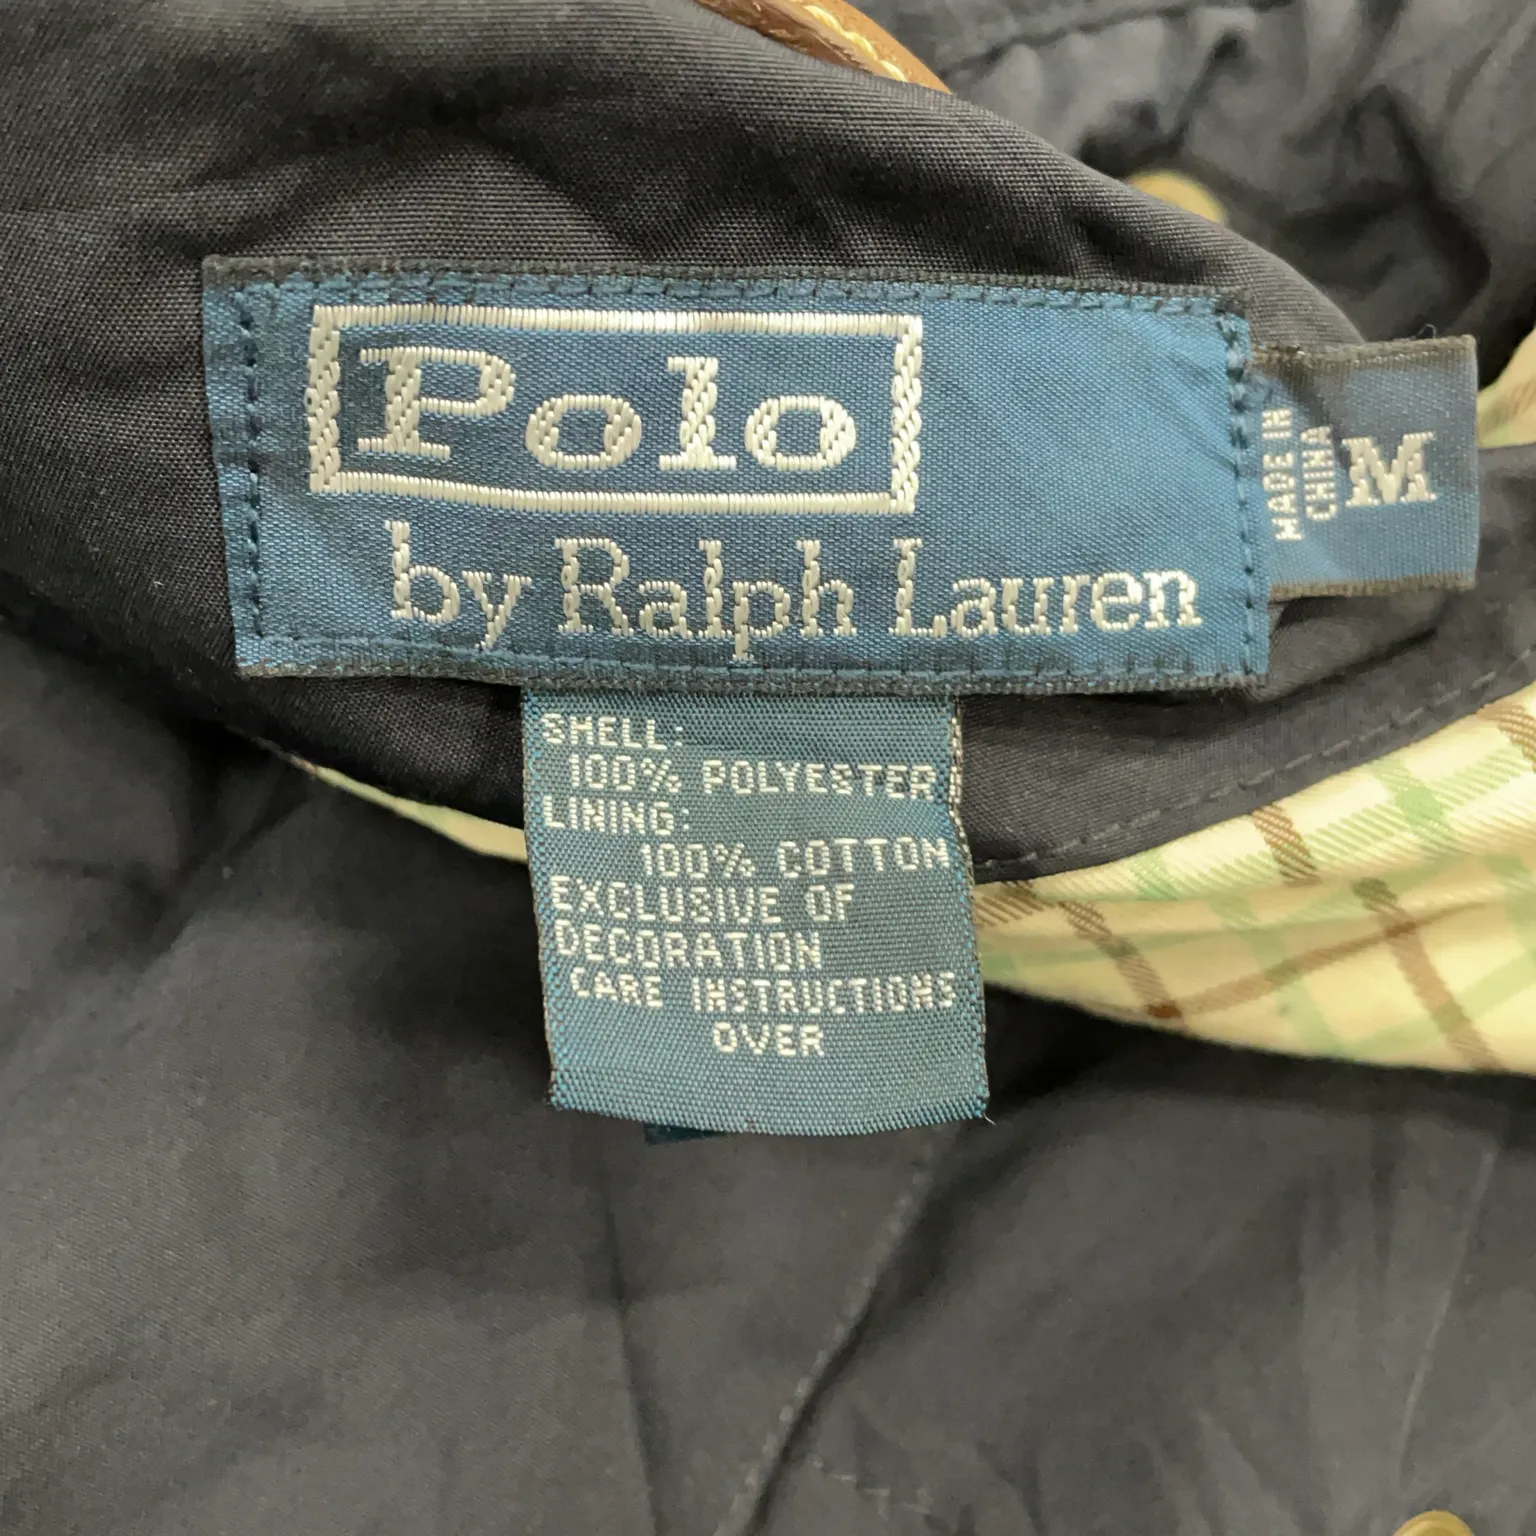 Polo
by Ralph Lauren
MADE IN
CHINA
M
SHELL:
100% POLYESTER
LINING:
100% COTTON
EXCLUSIVE OF
DECORATION
CARE INSTRUCTIONS
OVER